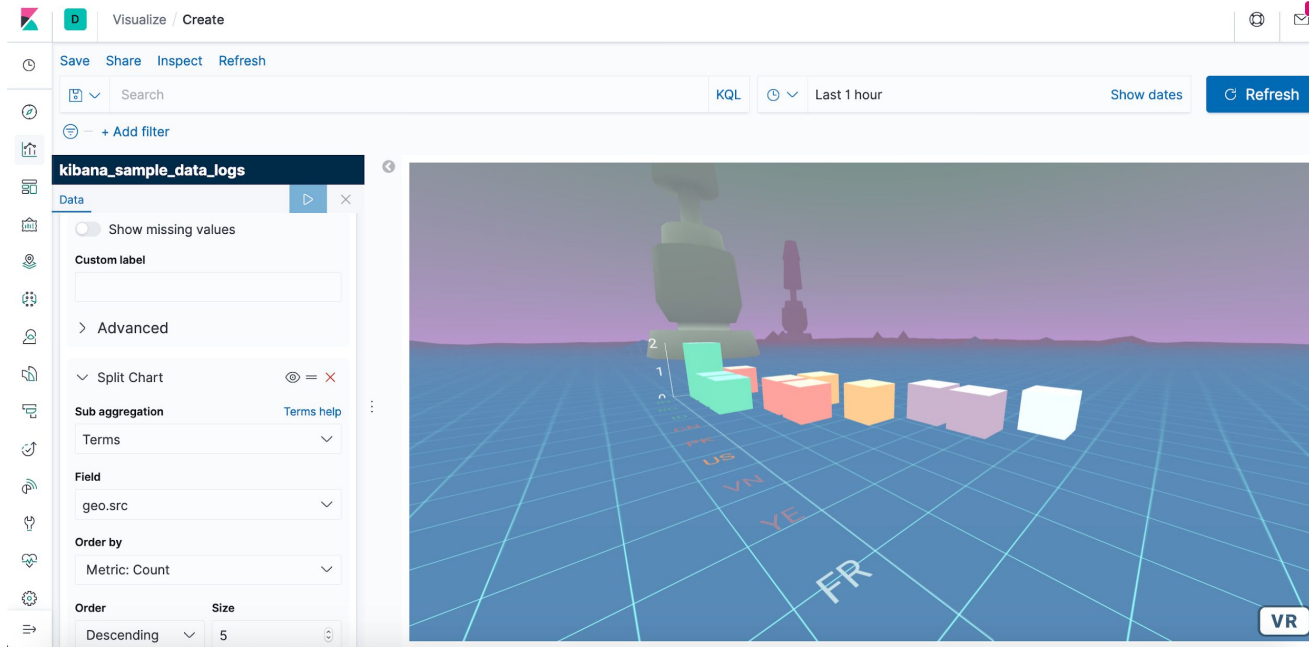 D Visualize / Create
Save Share Inspect Refresh
Search KQL Last 1 hour Show dates Refresh
+ Add filter
kibana_sample_data_logs
Data
Show missing values
Custom label
Advanced
Split Chart
Sub aggregation Terms help
Terms
Field
geo.src
Order by
Metric: Count
Order Size
Descending 5
2
1
0
CN
PK
US
VN
YE
FR
VR